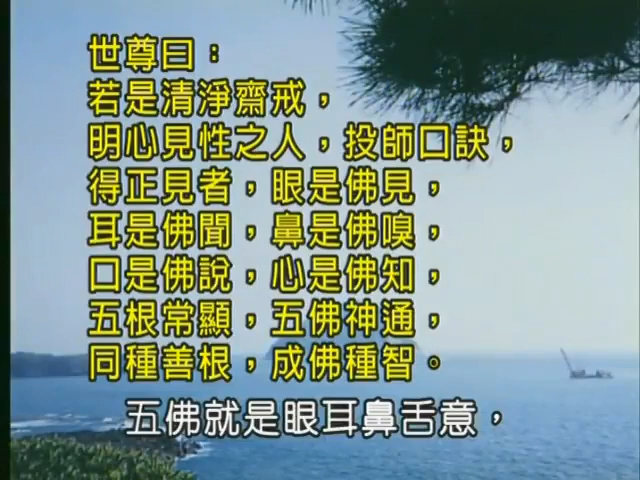 世尊曰：
若是清淨齋戒，
明心見性之人，投師口訣，
得正見者，眼是佛見，
耳是佛聞，鼻是佛嗅，
口是佛說，心是佛知，
五根常顯，五佛神通，
同種善根，成佛種智。
五佛就是眼耳鼻舌意，